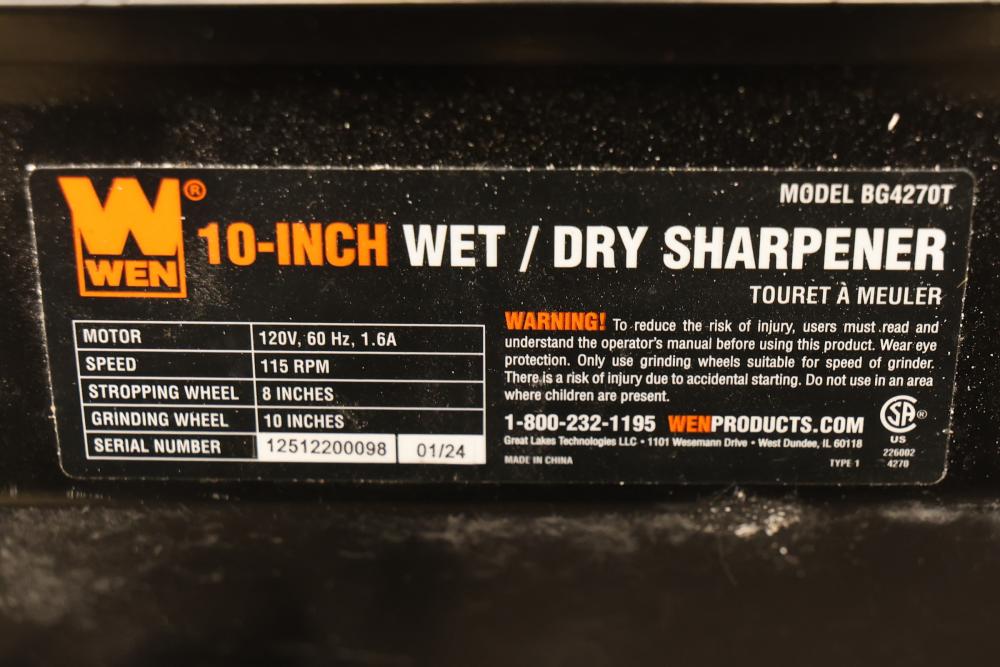 MODEL BG4270T
WEN®
10-INCH WET / DRY SHARPENER
TOURET À MEULER
MOTOR 120V, 60 Hz, 1.6A
SPEED 115 RPM
STROPPING WHEEL 8 INCHES
GRINDING WHEEL 10 INCHES
SERIAL NUMBER 12512200098 01/24
WARNING! To reduce the risk of injury, users must read and
understand the operator's manual before using this product. Wear eye
protection. Only use grinding wheels suitable for speed of grinder.
There is a risk of injury due to accidental starting. Do not use in an area
where children are present.
1-800-232-1195 WENPRODUCTS.COM
Great Lakes Technologies LLC • 1101 Wesemann Drive • West Dundee, IL 60118
MADE IN CHINA
TYPE 1
SA®
US
226002
4270